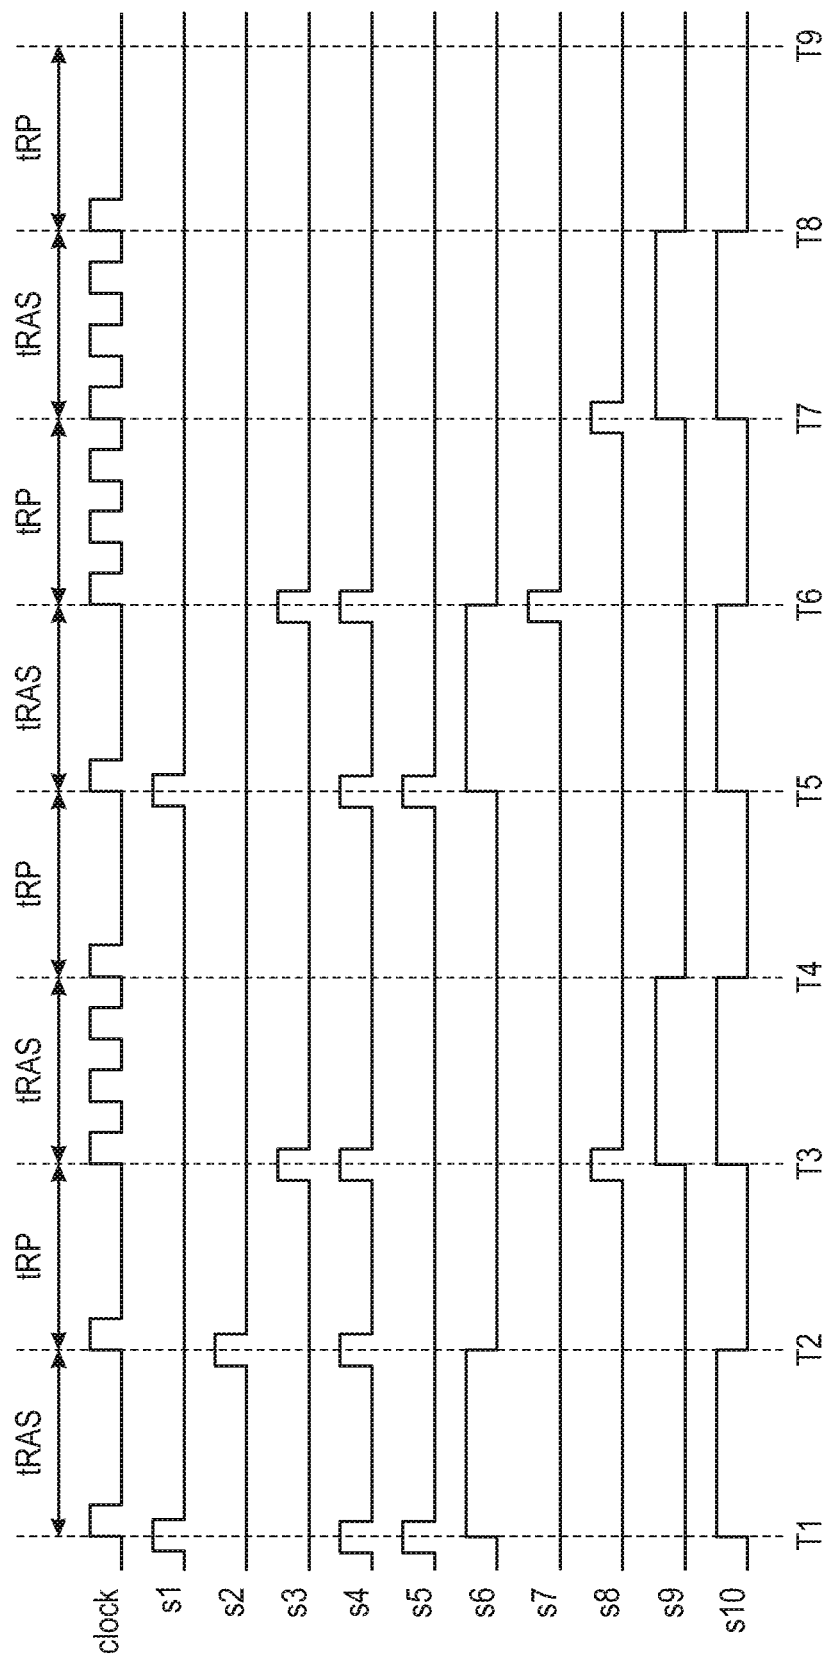 tRAS tRP tRAS tRP tRAS tRP tRAS tRP
clock
s1
s2
s3
s4
s5
s6
s7
s8
s9
s10
T1 T2 T3 T4 T5 T6 T7 T8 T9